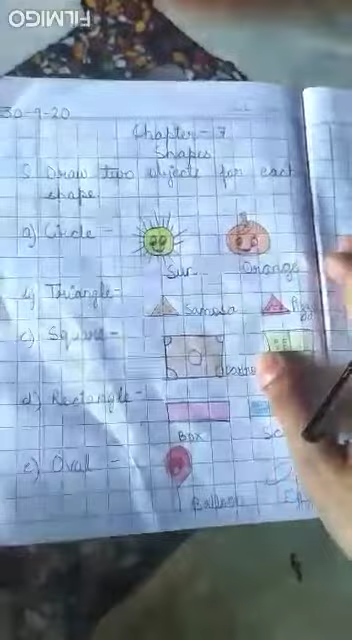 FILMIGO
30-9-20
Chapter - 7
Shapes
5. Draw two objects for each
shape
a) Circle -
Sun Orange
b) Triangle-
Samosa
c) Square -
d) Rectangle -
Box
e) Oval -
Balloon